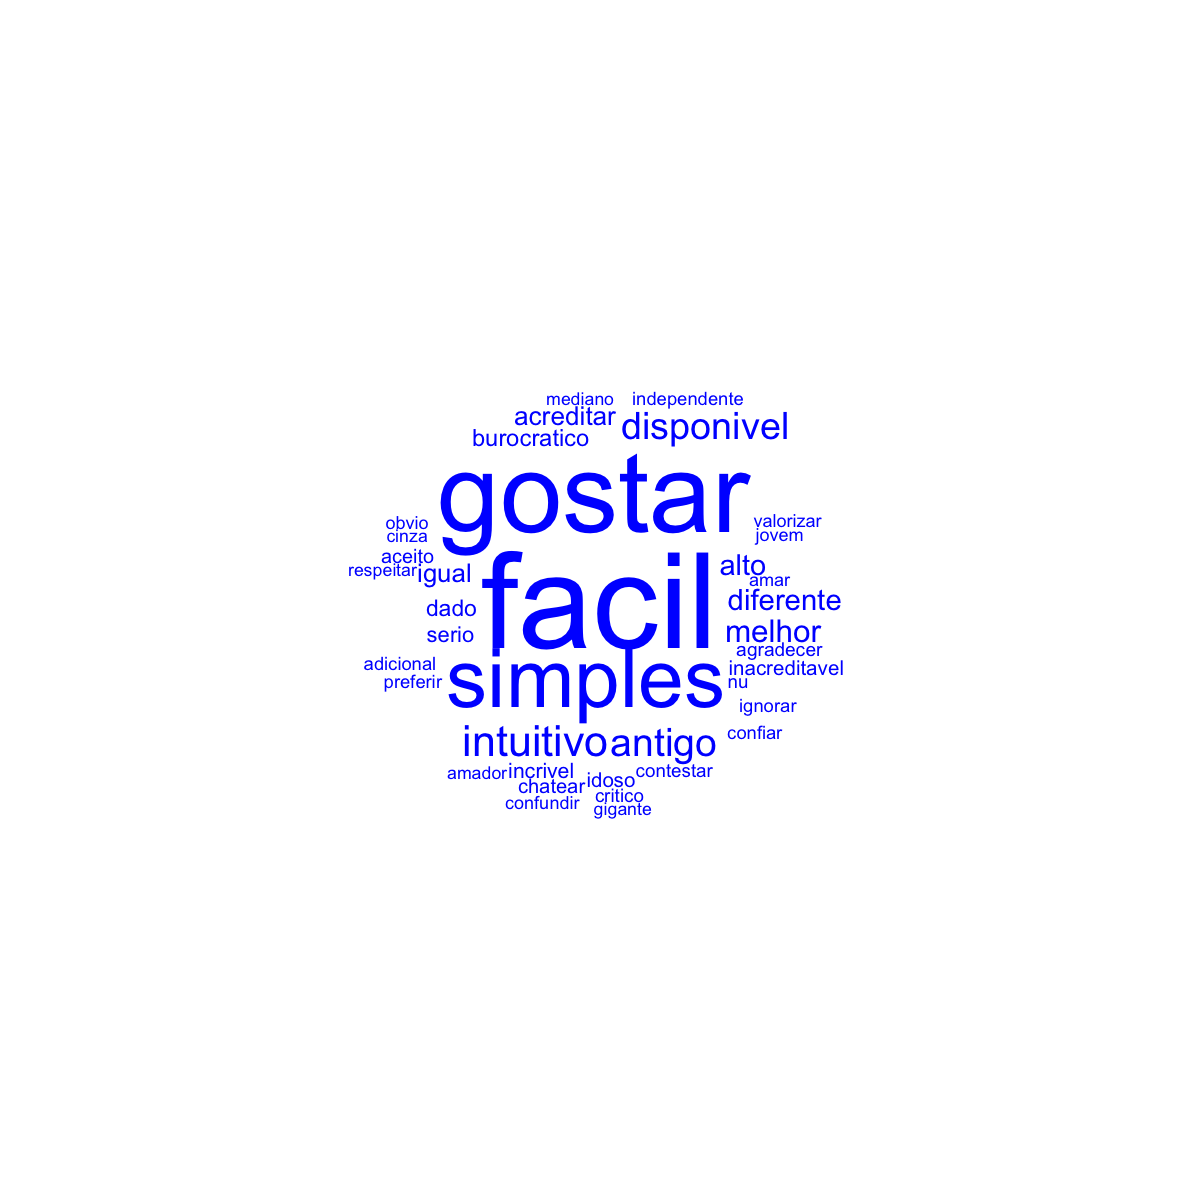 mediano independente
acreditar disponivel
burocratico
gostar
obvio valorizar
cinza jovem
aceito facil alto
respeitar igual amar
dado diferente
serio melhor
agradecer
adicional simples inacreditavel
preferir nu
ignorar
intuitivo antigo confiar
amador incrivel idoso contestar
chatear critico
confundir gigante